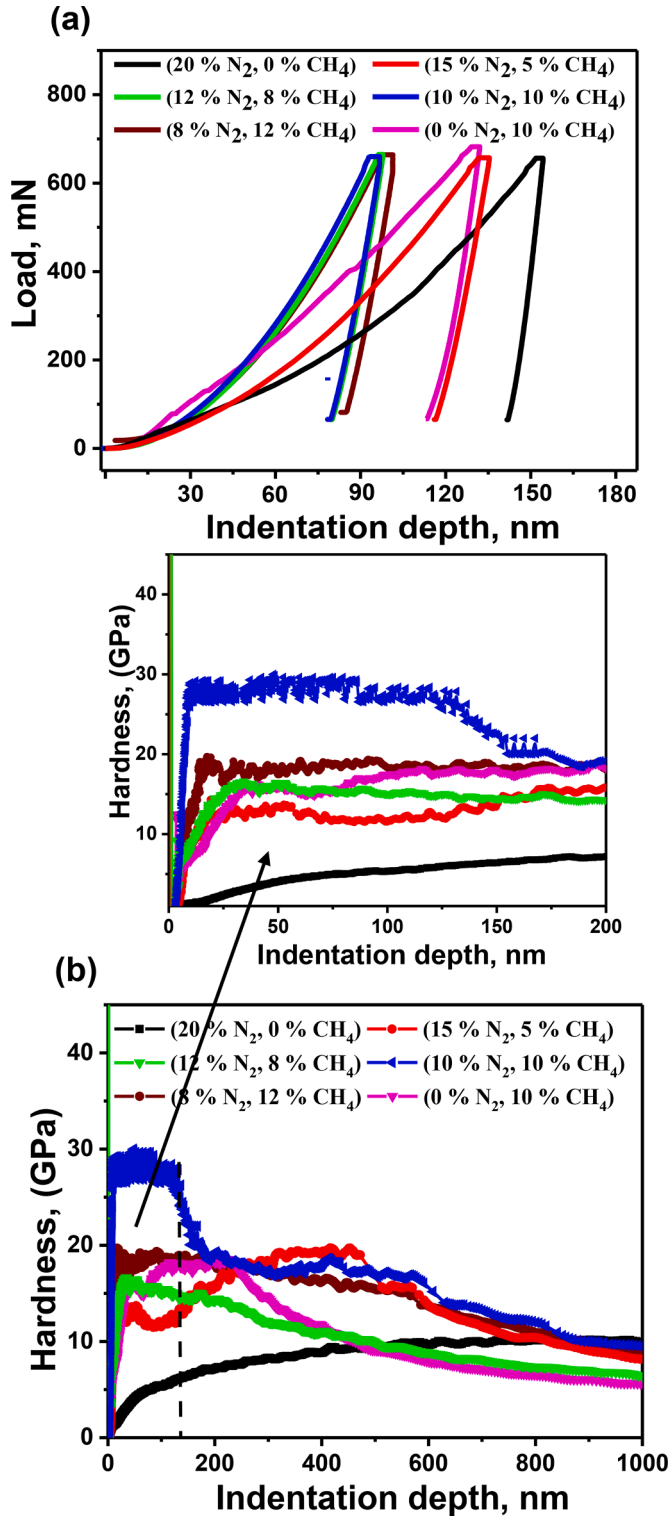 (a)
(20 % N2, 0 % CH4) (15 % N2, 5 % CH4)
(12 % N2, 8 % CH4) (10 % N2, 10 % CH4)
(8 % N2, 12 % CH4) (0 % N2, 10 % CH4)
800
600
400
200
0
Load, mN
30 60 90 120 150 180
Indentation depth, nm
40
30
20
10
Hardness, (GPa)
0 50 100 150 200
Indentation depth, nm
(b)
(20 % N2, 0 % CH4) (15 % N2, 5 % CH4)
(12 % N2, 8 % CH4) (10 % N2, 10 % CH4)
(8 % N2, 12 % CH4) (0 % N2, 10 % CH4)
40
30
20
10
0
Hardness, (GPa)
0 200 400 600 800 1000
Indentation depth, nm